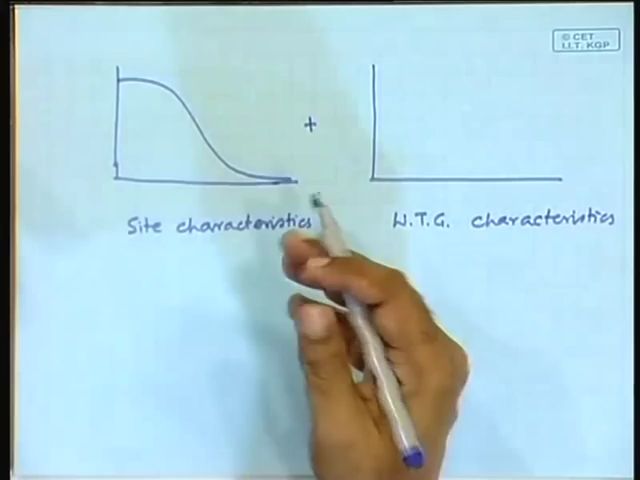 © CET
I.I.T. KGP
+
Site characteristics
W.T.G. characteristics